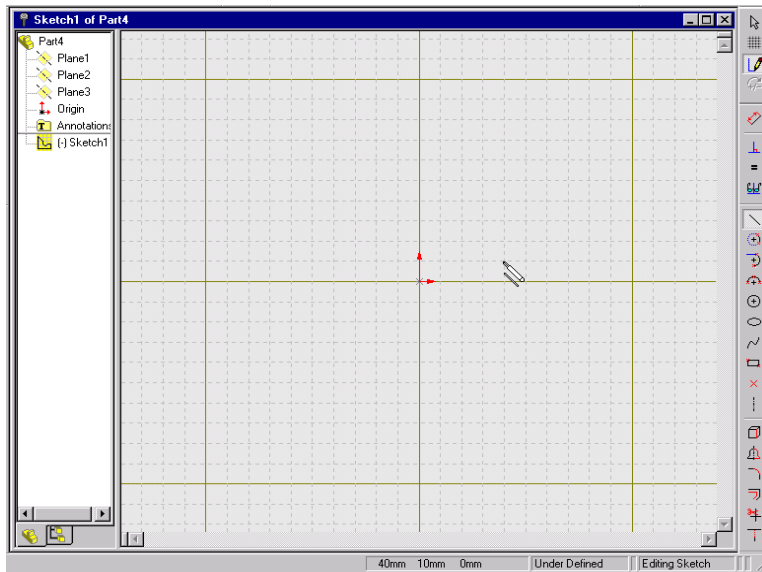 Sketch1 of Part4
Part4
Plane1
Plane2
Plane3
Origin
Annotations
(-) Sketch1
40mm 10mm 0mm Under Defined Editing Sketch